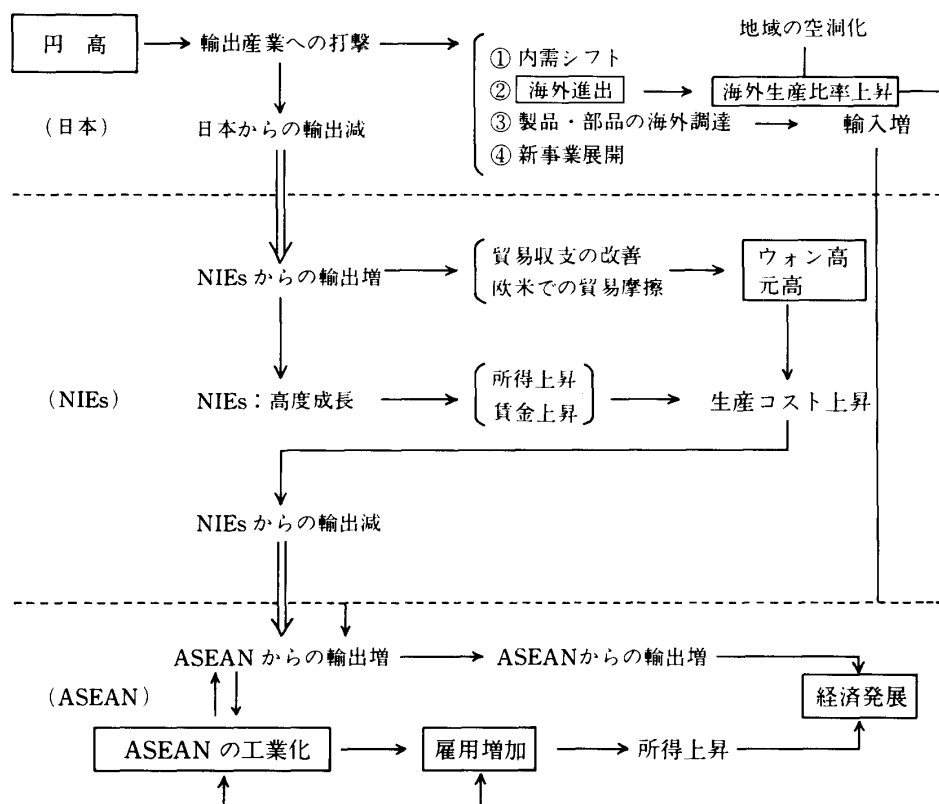 地域の空洞化
円高
輸出産業への打撃
① 内需シフト
② 海外進出
海外生産比率上昇
(日本)
日本からの輸出減
③ 製品・部品の海外調達
輸入増
④ 新事業展開
NIEsからの輸出増
貿易収支の改善
欧米での貿易摩擦
ウォン高
元高
(NIEs)
NIEs:高度成長
所得上昇
賃金上昇
生産コスト上昇
NIEsからの輸出減
ASEANからの輸出増
ASEANからの輸出増
(ASEAN)
経済発展
ASEANの工業化
雇用増加
所得上昇